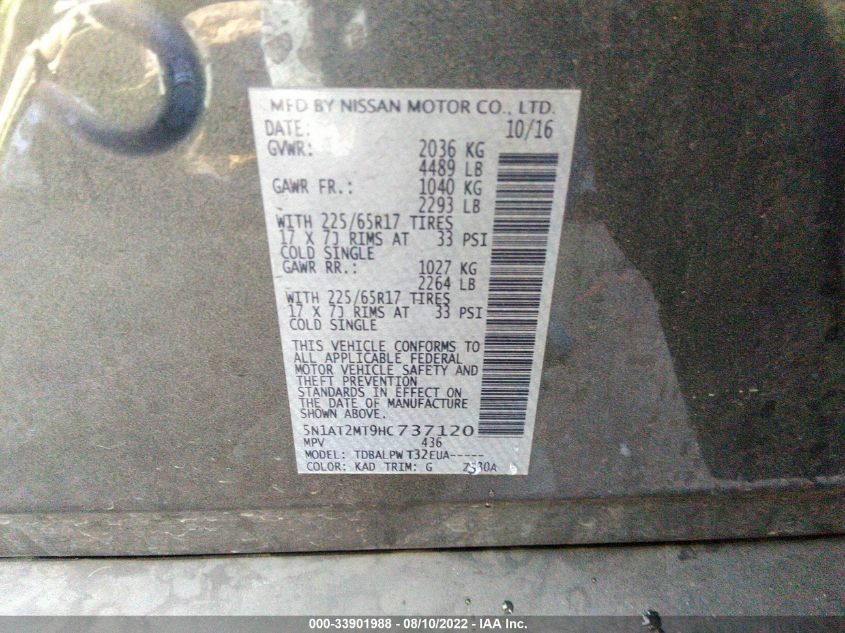 MFD BY NISSAN MOTOR CO., LTD.
DATE: 10/16
GVWR: 2036 KG
4489 LB
GAWR FR.: 1040 KG
2293 LB
WITH 225/65R17 TIRES
17 X 7J RIMS AT 33 PSI
COLD SINGLE
GAWR RR.: 1027 KG
2264 LB
WITH 225/65R17 TIRES
17 X 7J RIMS AT 33 PSI
COLD SINGLE
THIS VEHICLE CONFORMS TO
ALL APPLICABLE FEDERAL
MOTOR VEHICLE SAFETY AND
THEFT PREVENTION
STANDARDS IN EFFECT ON
THE DATE OF MANUFACTURE
SHOWN ABOVE.
5N1AT2MT9HC737120
MPV 436
MODEL: TDBALPW T32EUA-----
COLOR: KAD TRIM: G
000-33901988 - 08/10/2022 - IAA Inc.